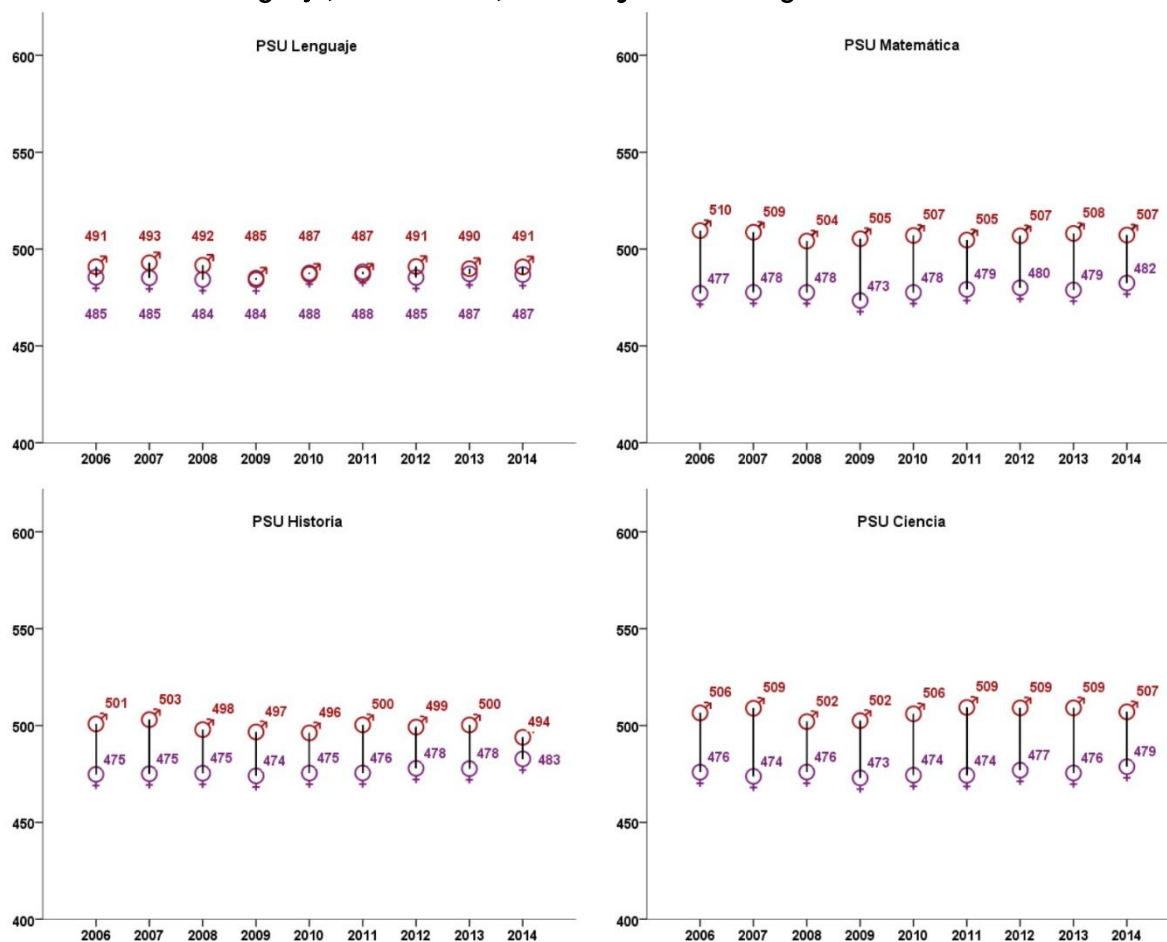 PSU Lenguaje
600
550
500
450
400
491 493 492 485 487 487 491 490 491
485 485 484 484 488 488 485 487 487
2006 2007 2008 2009 2010 2011 2012 2013 2014
PSU Matemática
600
550
500
450
400
510 509 504 505 507 505 507 508 507
477 478 478 473 478 479 480 479 482
2006 2007 2008 2009 2010 2011 2012 2013 2014
PSU Historia
600
550
500
450
400
501 503 498 497 496 500 499 500 494
475 475 475 474 475 476 478 478 483
2006 2007 2008 2009 2010 2011 2012 2013 2014
PSU Ciencia
600
550
500
450
400
506 509 502 502 506 509 509 509 507
476 474 476 473 474 474 477 476 479
2006 2007 2008 2009 2010 2011 2012 2013 2014